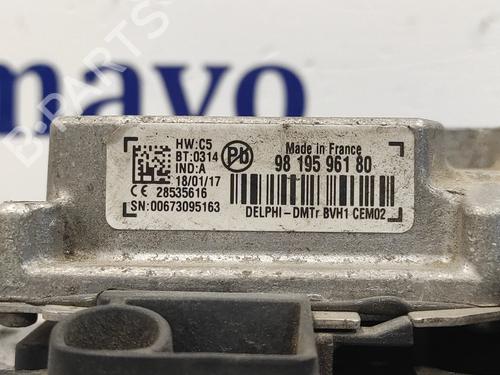 mavo
HW:C5
BT:0314
IND:A
18/01/17
CE 28535616
SN:00673095163
Pb
Made in France
98 195 961 80
DELPHI-DMTr BVH1 CEM02